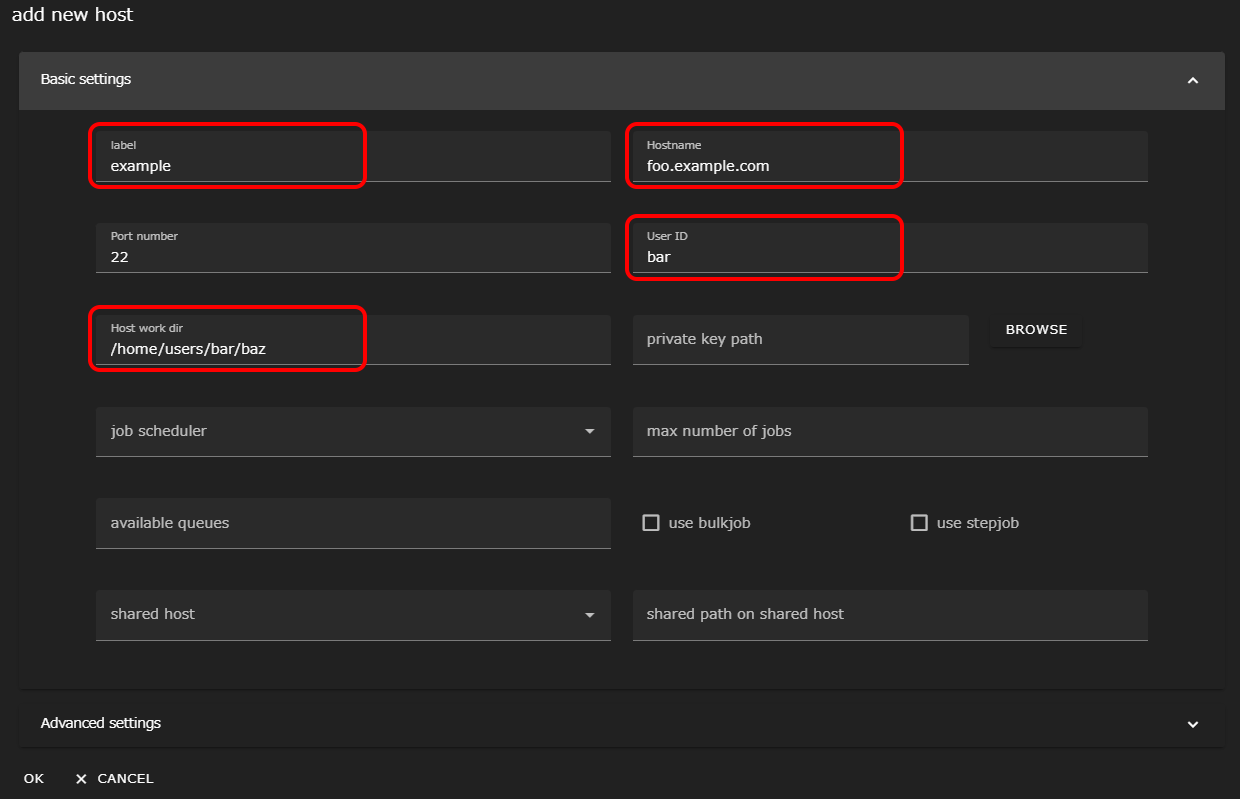 add new host
Basic settings
label
example
Hostname
foo.example.com
Port number
22
User ID
bar
Host work dir
/home/users/bar/baz
private key path
BROWSE
job scheduler
max number of jobs
available queues
use bulkjob
use stepjob
shared host
shared path on shared host
Advanced settings
OK
CANCEL